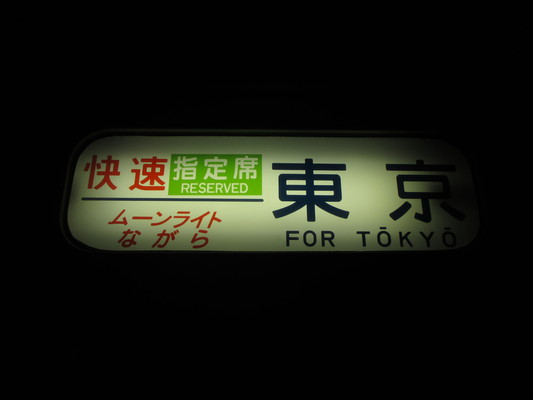 快速 指定席
RESERVED
ムーンライト
ながら
東京
FOR TŌKYŌ